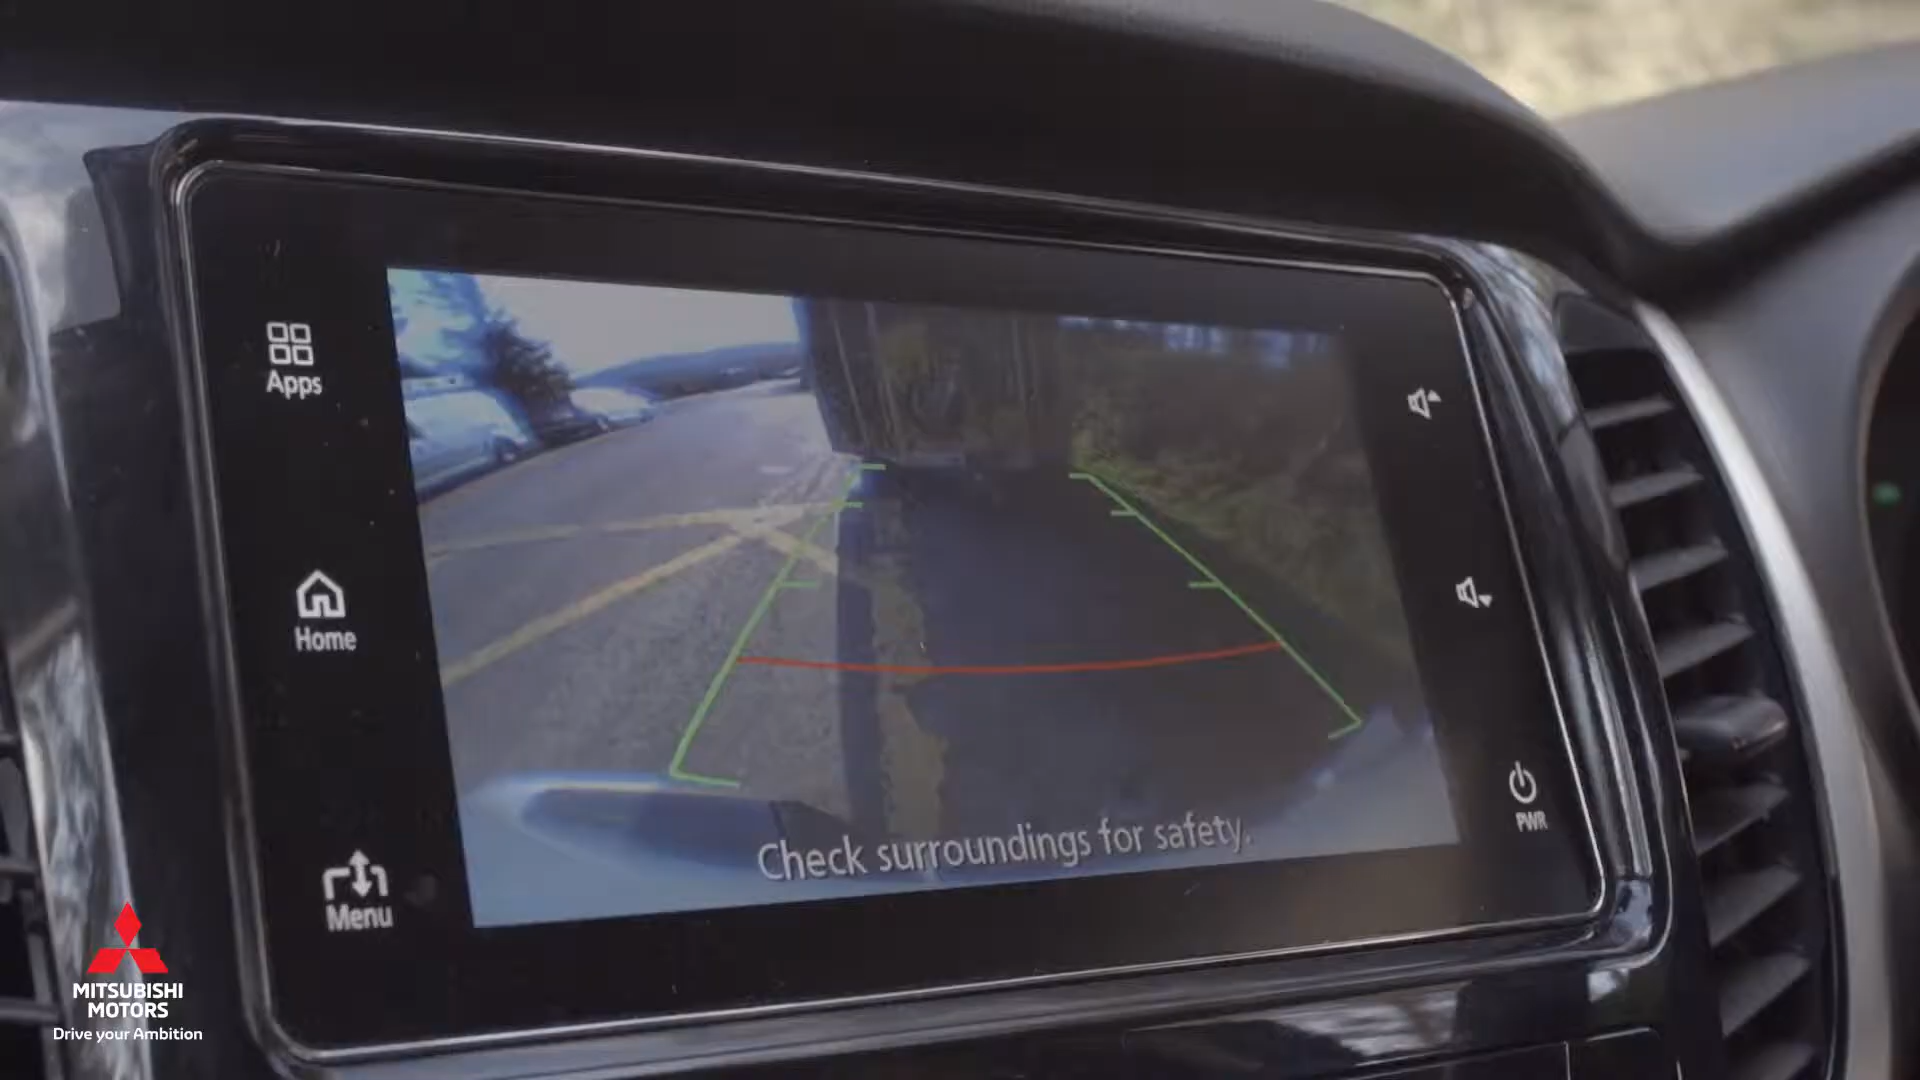 Apps
Home
Menu
PWR
Check surroundings for safety.
MITSUBISHI
MOTORS
Drive your Ambition